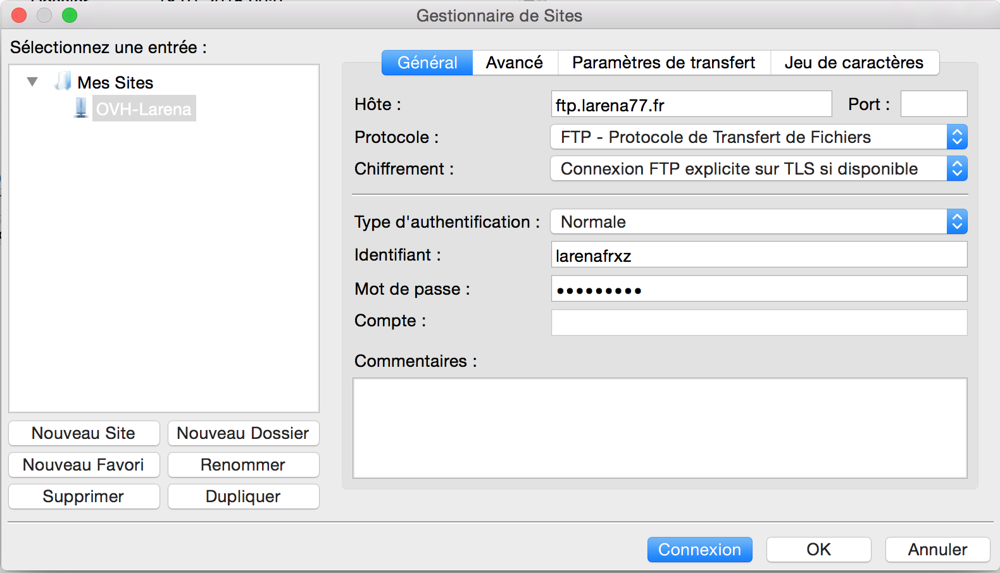 Gestionnaire de Sites
Sélectionnez une entrée :
Mes Sites
OVH-Larena
Nouveau Site
Nouveau Dossier
Nouveau Favori
Renommer
Supprimer
Dupliquer
Général
Avancé
Paramètres de transfert
Jeu de caractères
Hôte : ftp.larena77.fr Port :
Protocole : FTP - Protocole de Transfert de Fichiers
Chiffrement : Connexion FTP explicite sur TLS si disponible
Type d'authentification : Normale
Identifiant : larenafrxz
Mot de passe : •••••••••
Compte :
Commentaires :
Connexion
OK
Annuler